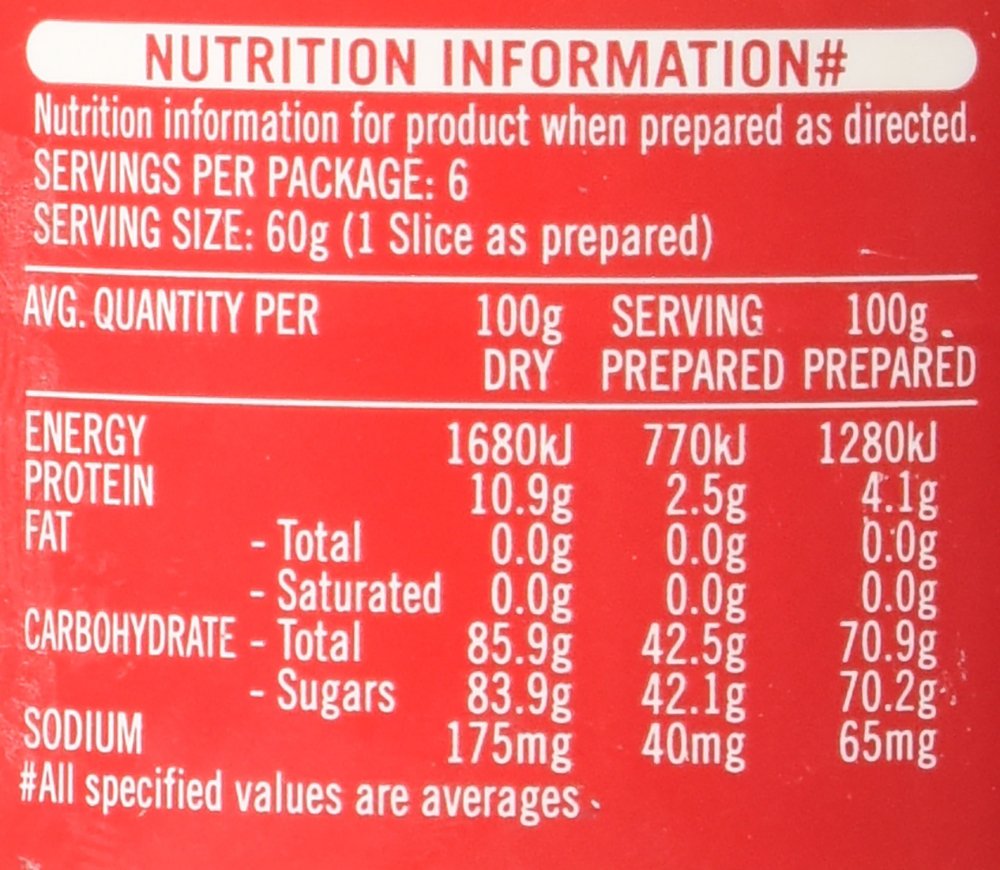 NUTRITION INFORMATION#
Nutrition information for product when prepared as directed.
SERVINGS PER PACKAGE: 6
SERVING SIZE: 60g (1 Slice as prepared)
AVG. QUANTITY PER 100g SERVING 100g
DRY PREPARED PREPARED
ENERGY 1680kJ 770kJ 1280kJ
PROTEIN 10.9g 2.5g 4.1g
FAT - Total 0.0g 0.0g 0.0g
- Saturated 0.0g 0.0g 0.0g
CARBOHYDRATE - Total 85.9g 42.5g 70.9g
- Sugars 83.9g 42.1g 70.2g
SODIUM 175mg 40mg 65mg
#All specified values are averages